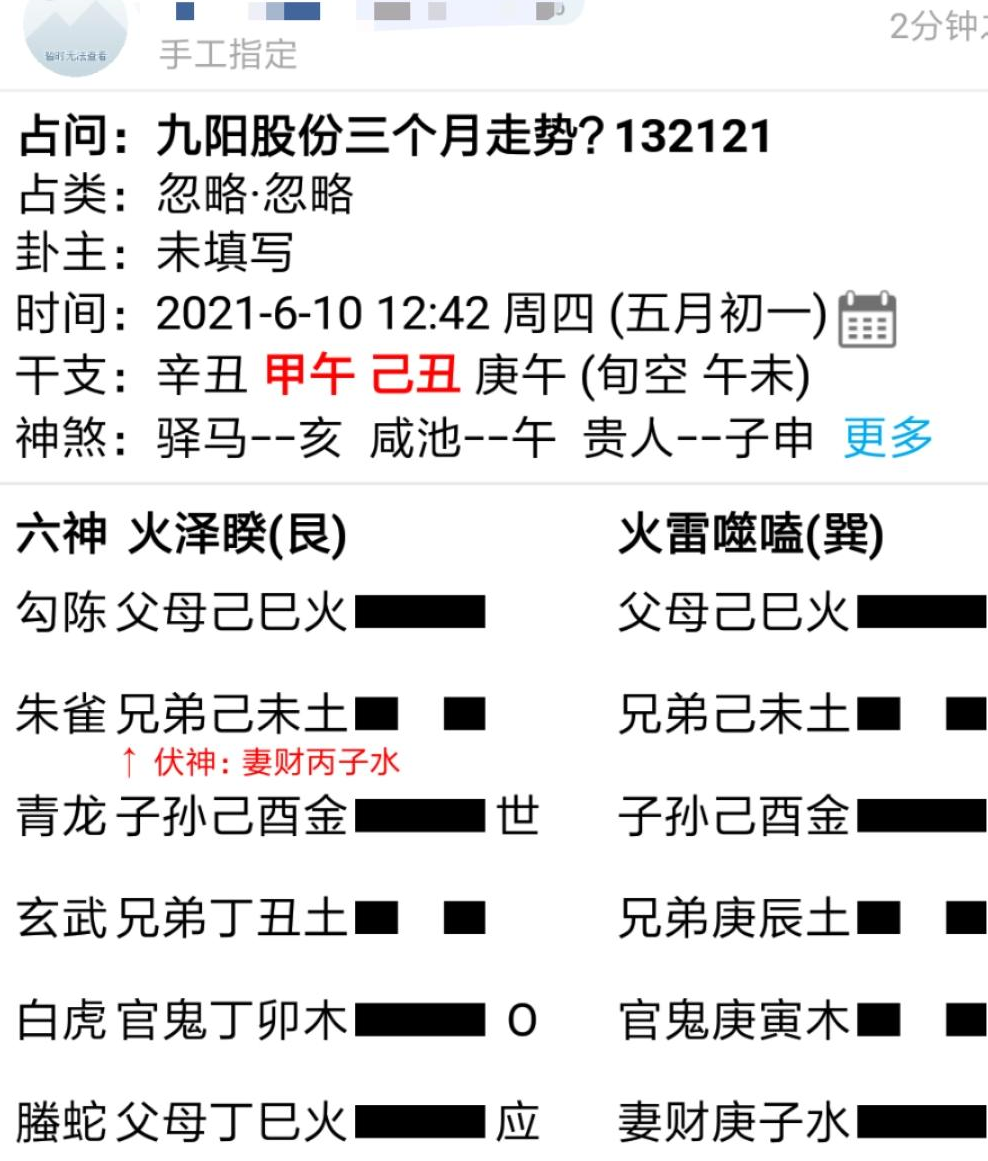 暂时无法查看
手工指定
2分钟
占问：九阳股份三个月走势？132121
占类：忽略·忽略
卦主：未填写
时间：2021-6-10 12:42 周四 (五月初一)
干支：辛丑 甲午 己丑 庚午 (旬空 午未)
神煞：驿马--亥 咸池--午 贵人--子申 更多
六神 火泽睽(艮) 火雷噬嗑(巽)
勾陈 父母己巳火 父母己巳火
朱雀 兄弟己未土 兄弟己未土
↑ 伏神：妻财丙子水
青龙 子孙己酉金 世 子孙己酉金
玄武 兄弟丁丑土 兄弟庚辰土
白虎 官鬼丁卯木 O 官鬼庚寅木
螣蛇 父母丁巳火 应 妻财庚子水